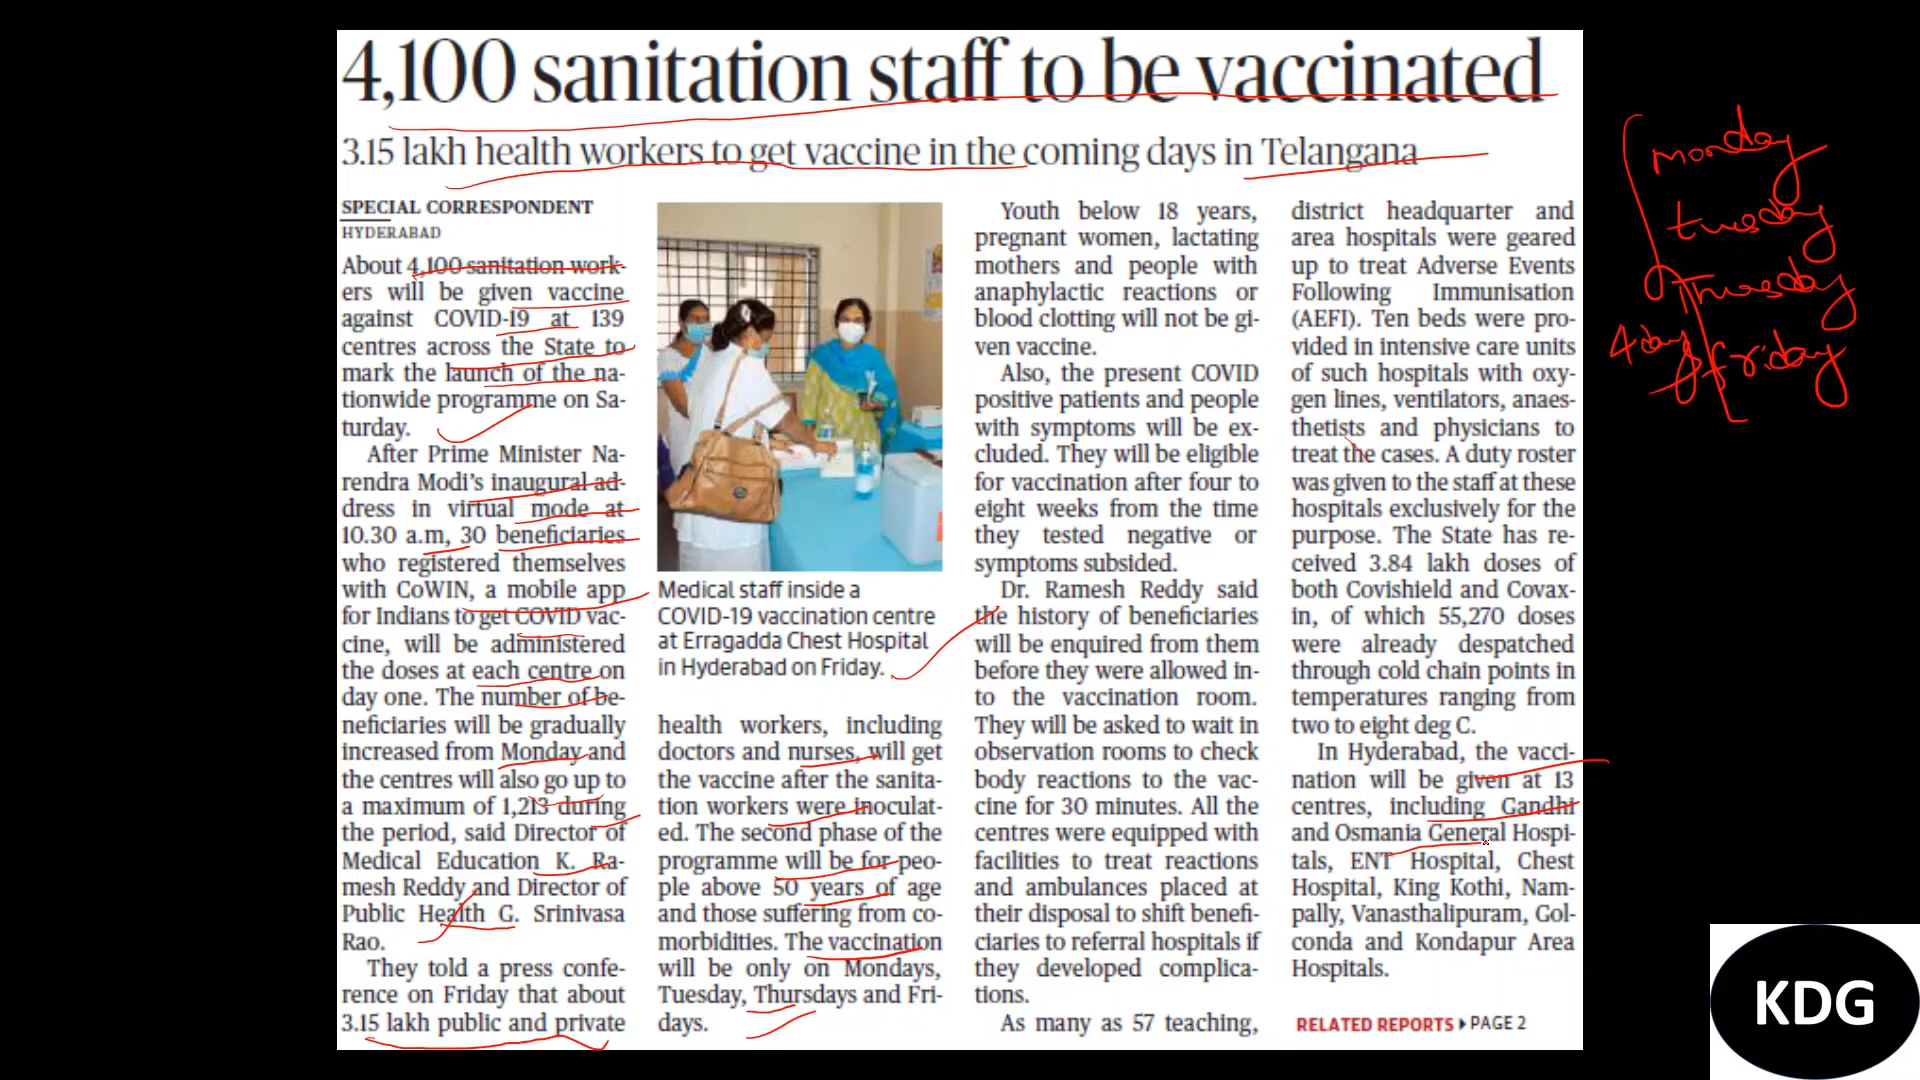 4,100 sanitation staff to be vaccinated
3.15 lakh health workers to get vaccine in the coming days in Telangana
SPECIAL CORRESPONDENT
HYDERABAD
About 4,100 sanitation work-
ers will be given vaccine
against COVID-19 at 139
centres across the State to
mark the launch of the na-
tionwide programme on Sa-
turday.
After Prime Minister Na-
rendra Modi's inaugural ad-
dress in virtual mode at
10.30 a.m, 30 beneficiaries
who registered themselves
with CoWIN, a mobile app
for Indians to get COVID vac-
cine, will be administered
the doses at each centre on
day one. The number of be-
neficiaries will be gradually
increased from Monday and
the centres will also go up to
a maximum of 1,213 during
the period, said Director of
Medical Education K. Ra-
mesh Reddy and Director of
Public Health G. Srinivasa
Rao.
They told a press confe-
rence on Friday that about
3.15 lakh public and private
Medical staff inside a
COVID-19 vaccination centre
at Erragadda Chest Hospital
in Hyderabad on Friday.
health workers, including
doctors and nurses, will get
the vaccine after the sanita-
tion workers were inoculat-
ed. The second phase of the
programme will be for peo-
ple above 50 years of age
and those suffering from co-
morbidities. The vaccination
will be only on Mondays,
Tuesday, Thursdays and Fri-
days.
Youth below 18 years,
pregnant women, lactating
mothers and people with
anaphylactic reactions or
blood clotting will not be gi-
ven vaccine.
Also, the present COVID
positive patients and people
with symptoms will be ex-
cluded. They will be eligible
for vaccination after four to
eight weeks from the time
they tested negative or
symptoms subsided.
Dr. Ramesh Reddy said
the history of beneficiaries
will be enquired from them
before they were allowed in-
to the vaccination room.
They will be asked to wait in
observation rooms to check
body reactions to the vac-
cine for 30 minutes. All the
centres were equipped with
facilities to treat reactions
and ambulances placed at
their disposal to shift benefi-
ciaries to referral hospitals if
they developed complica-
tions.
As many as 57 teaching,
district headquarter and
area hospitals were geared
up to treat Adverse Events
Following Immunisation
(AEFI). Ten beds were pro-
vided in intensive care units
of such hospitals with oxy-
gen lines, ventilators, anaes-
thetists and physicians to
treat the cases. A duty roster
was given to the staff at these
hospitals exclusively for the
purpose. The State has re-
ceived 3.84 lakh doses of
both Covishield and Covax-
in, of which 55,270 doses
were already despatched
through cold chain points in
temperatures ranging from
two to eight deg C.
In Hyderabad, the vacci-
nation will be given at 13
centres, including Gandhi
and Osmania General Hospi-
tals, ENT Hospital, Chest
Hospital, King Kothi, Nam-
pally, Vanasthalipuram, Gol-
conda and Kondapur Area
Hospitals.
RELATED REPORTS PAGE 2
monday
tuesday
friday
KDG